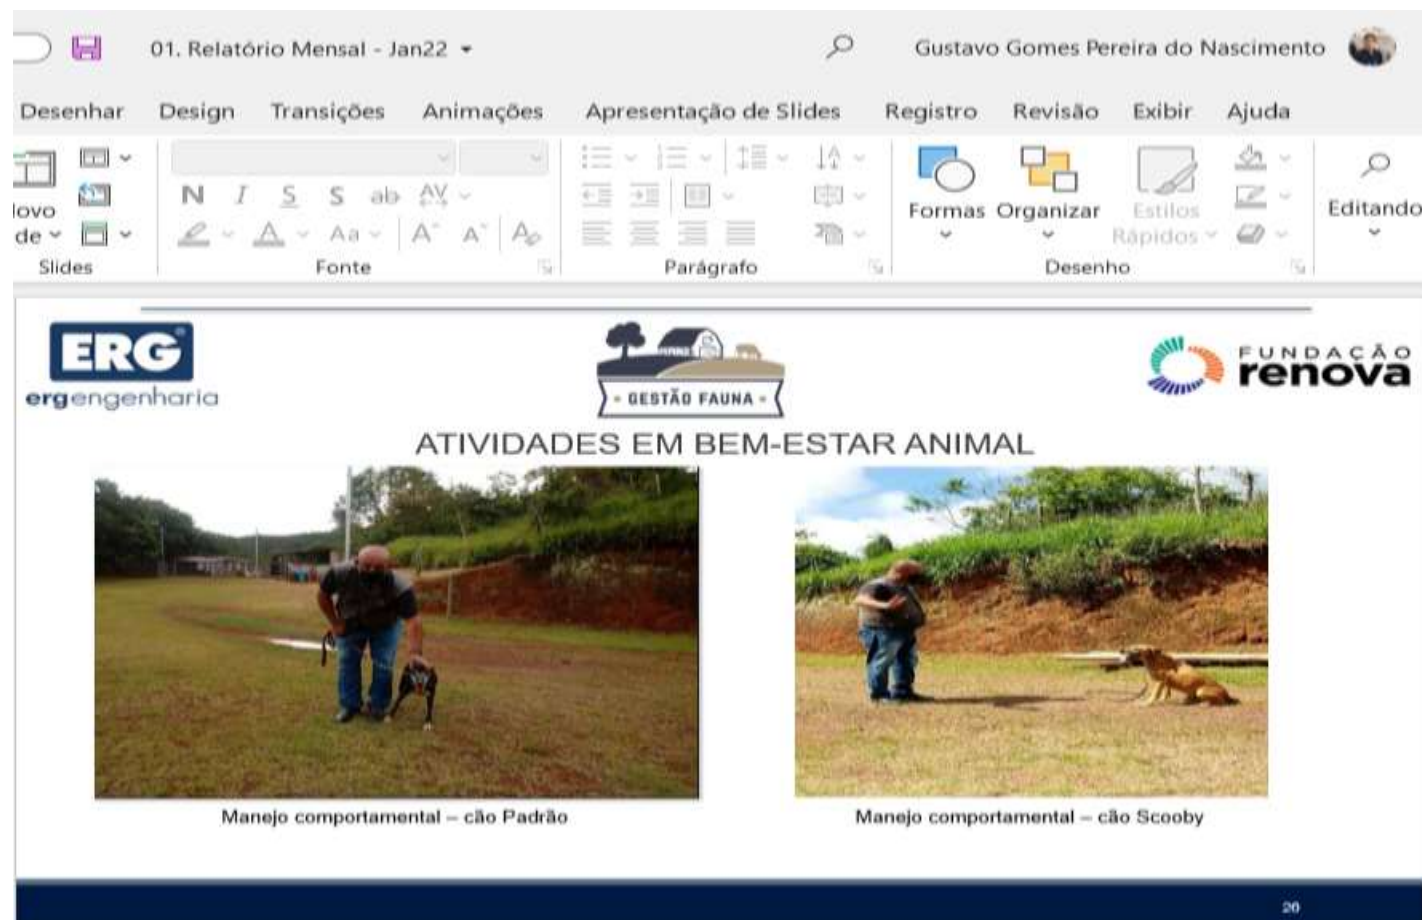 01. Relatório Mensal - Jan22
Gustavo Gomes Pereira do Nascimento
Desenhar Design Transições Animações Apresentação de Slides Registro Revisão Exibir Ajuda
N I S S ab AV
Aa A A A
Formas Organizar Estilos Rápidos
Editando
de
Slides Fonte Parágrafo Desenho
ERG
ergengenharia
GESTÃO FAUNA
FUNDAÇÃO
renova
ATIVIDADES EM BEM-ESTAR ANIMAL
Manejo comportamental – cão Padrão
Manejo comportamental – cão Scooby
20